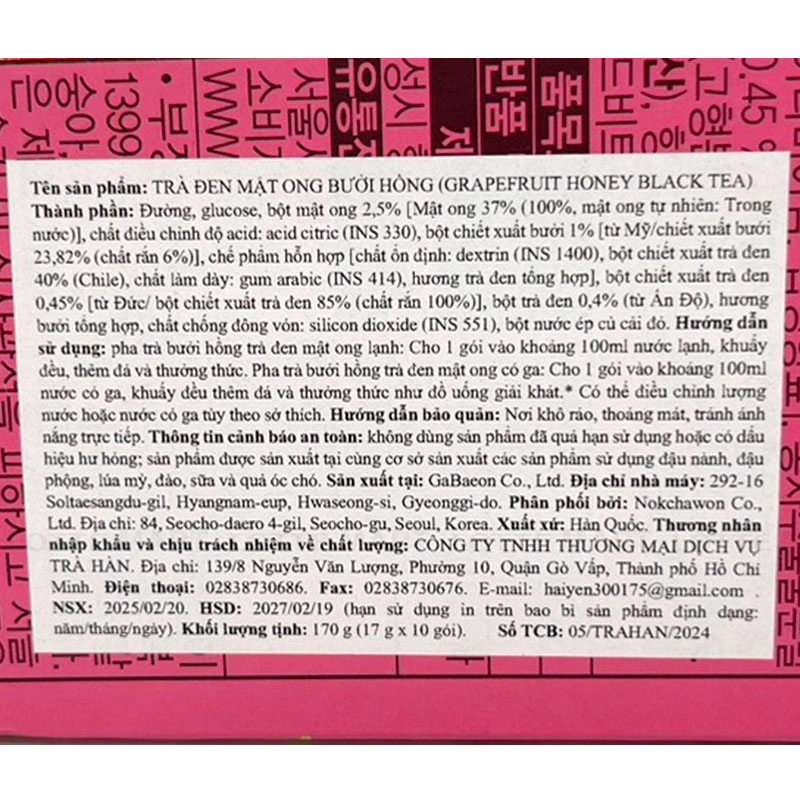 Tên sản phẩm: TRÀ ĐEN MẬT ONG BƯỞI HỒNG (GRAPEFRUIT HONEY BLACK TEA)
Thành phần: Đường, glucose, bột mật ong 2,5% [Mật ong 37% (100%, mật ong tự nhiên: Trong
nước)], chất điều chỉnh độ acid: acid citric (INS 330), bột chiết xuất bưởi 1% [từ Mỹ/chiết xuất bưởi
23,82% (chất rắn 6%)], chế phẩm hỗn hợp [chất ổn định: dextrin (INS 1400), bột chiết xuất trà đen
40% (Chile), chất làm dày: gum arabic (INS 414), hương trà đen tổng hợp], bột chiết xuất trà đen
0,45% [từ Đức/ bột chiết xuất trà đen 85% (chất rắn 100%)], bột trà đen 0,4% (từ Ấn Độ), hương
bưởi tổng hợp, chất chống đông vón: silicon dioxide (INS 551), bột nước ép củ cải đỏ. Hướng dẫn
sử dụng: pha trà bưởi hồng trà đen mật ong lạnh: Cho 1 gói vào khoảng 100ml nước lạnh, khuấy
đều, thêm đá và thưởng thức. Pha trà bưởi hồng trà đen mật ong có ga: Cho 1 gói vào khoảng 100ml
nước có ga, khuấy đều thêm đá và thưởng thức như đồ uống giải khát.* Có thể điều chỉnh lượng
nước hoặc nước có ga tùy theo sở thích. Hướng dẫn bảo quản: Nơi khô ráo, thoáng mát, tránh ánh
nắng trực tiếp. Thông tin cảnh báo an toàn: không dùng sản phẩm đã quá hạn sử dụng hoặc có dấu
hiệu hư hỏng; sản phẩm được sản xuất tại cùng cơ sở sản xuất các sản phẩm sử dụng đậu nành, đậu
phộng, lúa mỳ, đào, sữa và quả óc chó. Sản xuất tại: GaBaeon Co., Ltd. Địa chỉ nhà máy: 292-16
Soltaesangdu-gil, Hyangnam-eup, Hwaseong-si, Gyeonggi-do. Phân phối bởi: Nokchawon Co.,
Ltd. Địa chỉ: 84, Seocho-daero 4-gil, Seocho-gu, Seoul, Korea. Xuất xứ: Hàn Quốc. Thương nhân
nhập khẩu và chịu trách nhiệm về chất lượng: CÔNG TY TNHH THƯƠNG MẠI DỊCH VỤ
TRÀ HÀN. Địa chỉ: 139/8 Nguyễn Văn Lượng, Phường 10, Quận Gò Vấp, Thành phố Hồ Chí
Minh. Điện thoại: 02838730686. Fax: 02838730676. E-mail: haiyen300175@gmail.com .
NSX: 2025/02/20. HSD: 2027/02/19 (hạn sử dụng in trên bao bì sản phẩm định dạng:
năm/tháng/ngày). Khối lượng tịnh: 170 g (17 g x 10 gói). Số TCB: 05/TRAHAN/2024